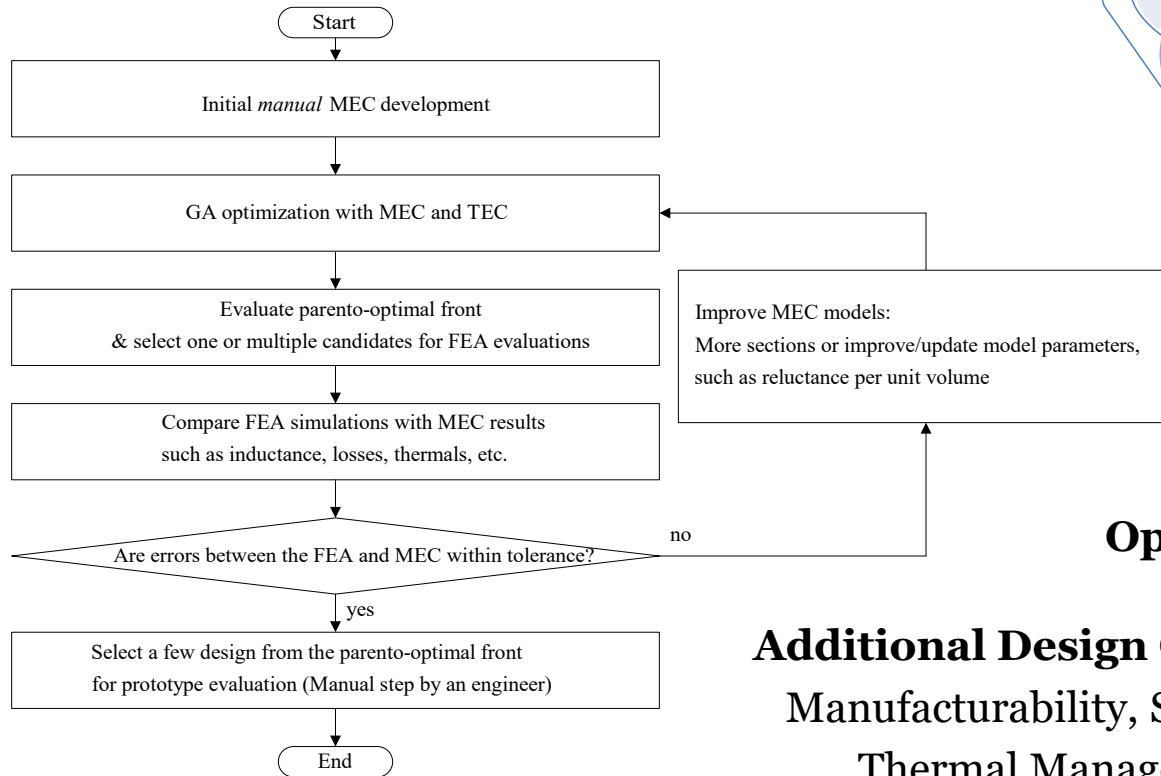 Start
Initial manual MEC development
GA optimization with MEC and TEC
Evaluate parento-optimal front
& select one or multiple candidates for FEA evaluations
Compare FEA simulations with MEC results
such as inductance, losses, thermals, etc.
Are errors between the FEA and MEC within tolerance?
no
yes
Improve MEC models:
More sections or improve/update model parameters,
such as reluctance per unit volume
Select a few design from the parento-optimal front
for prototype evaluation (Manual step by an engineer)
End
Additional Design
Manufacturability,
Thermal